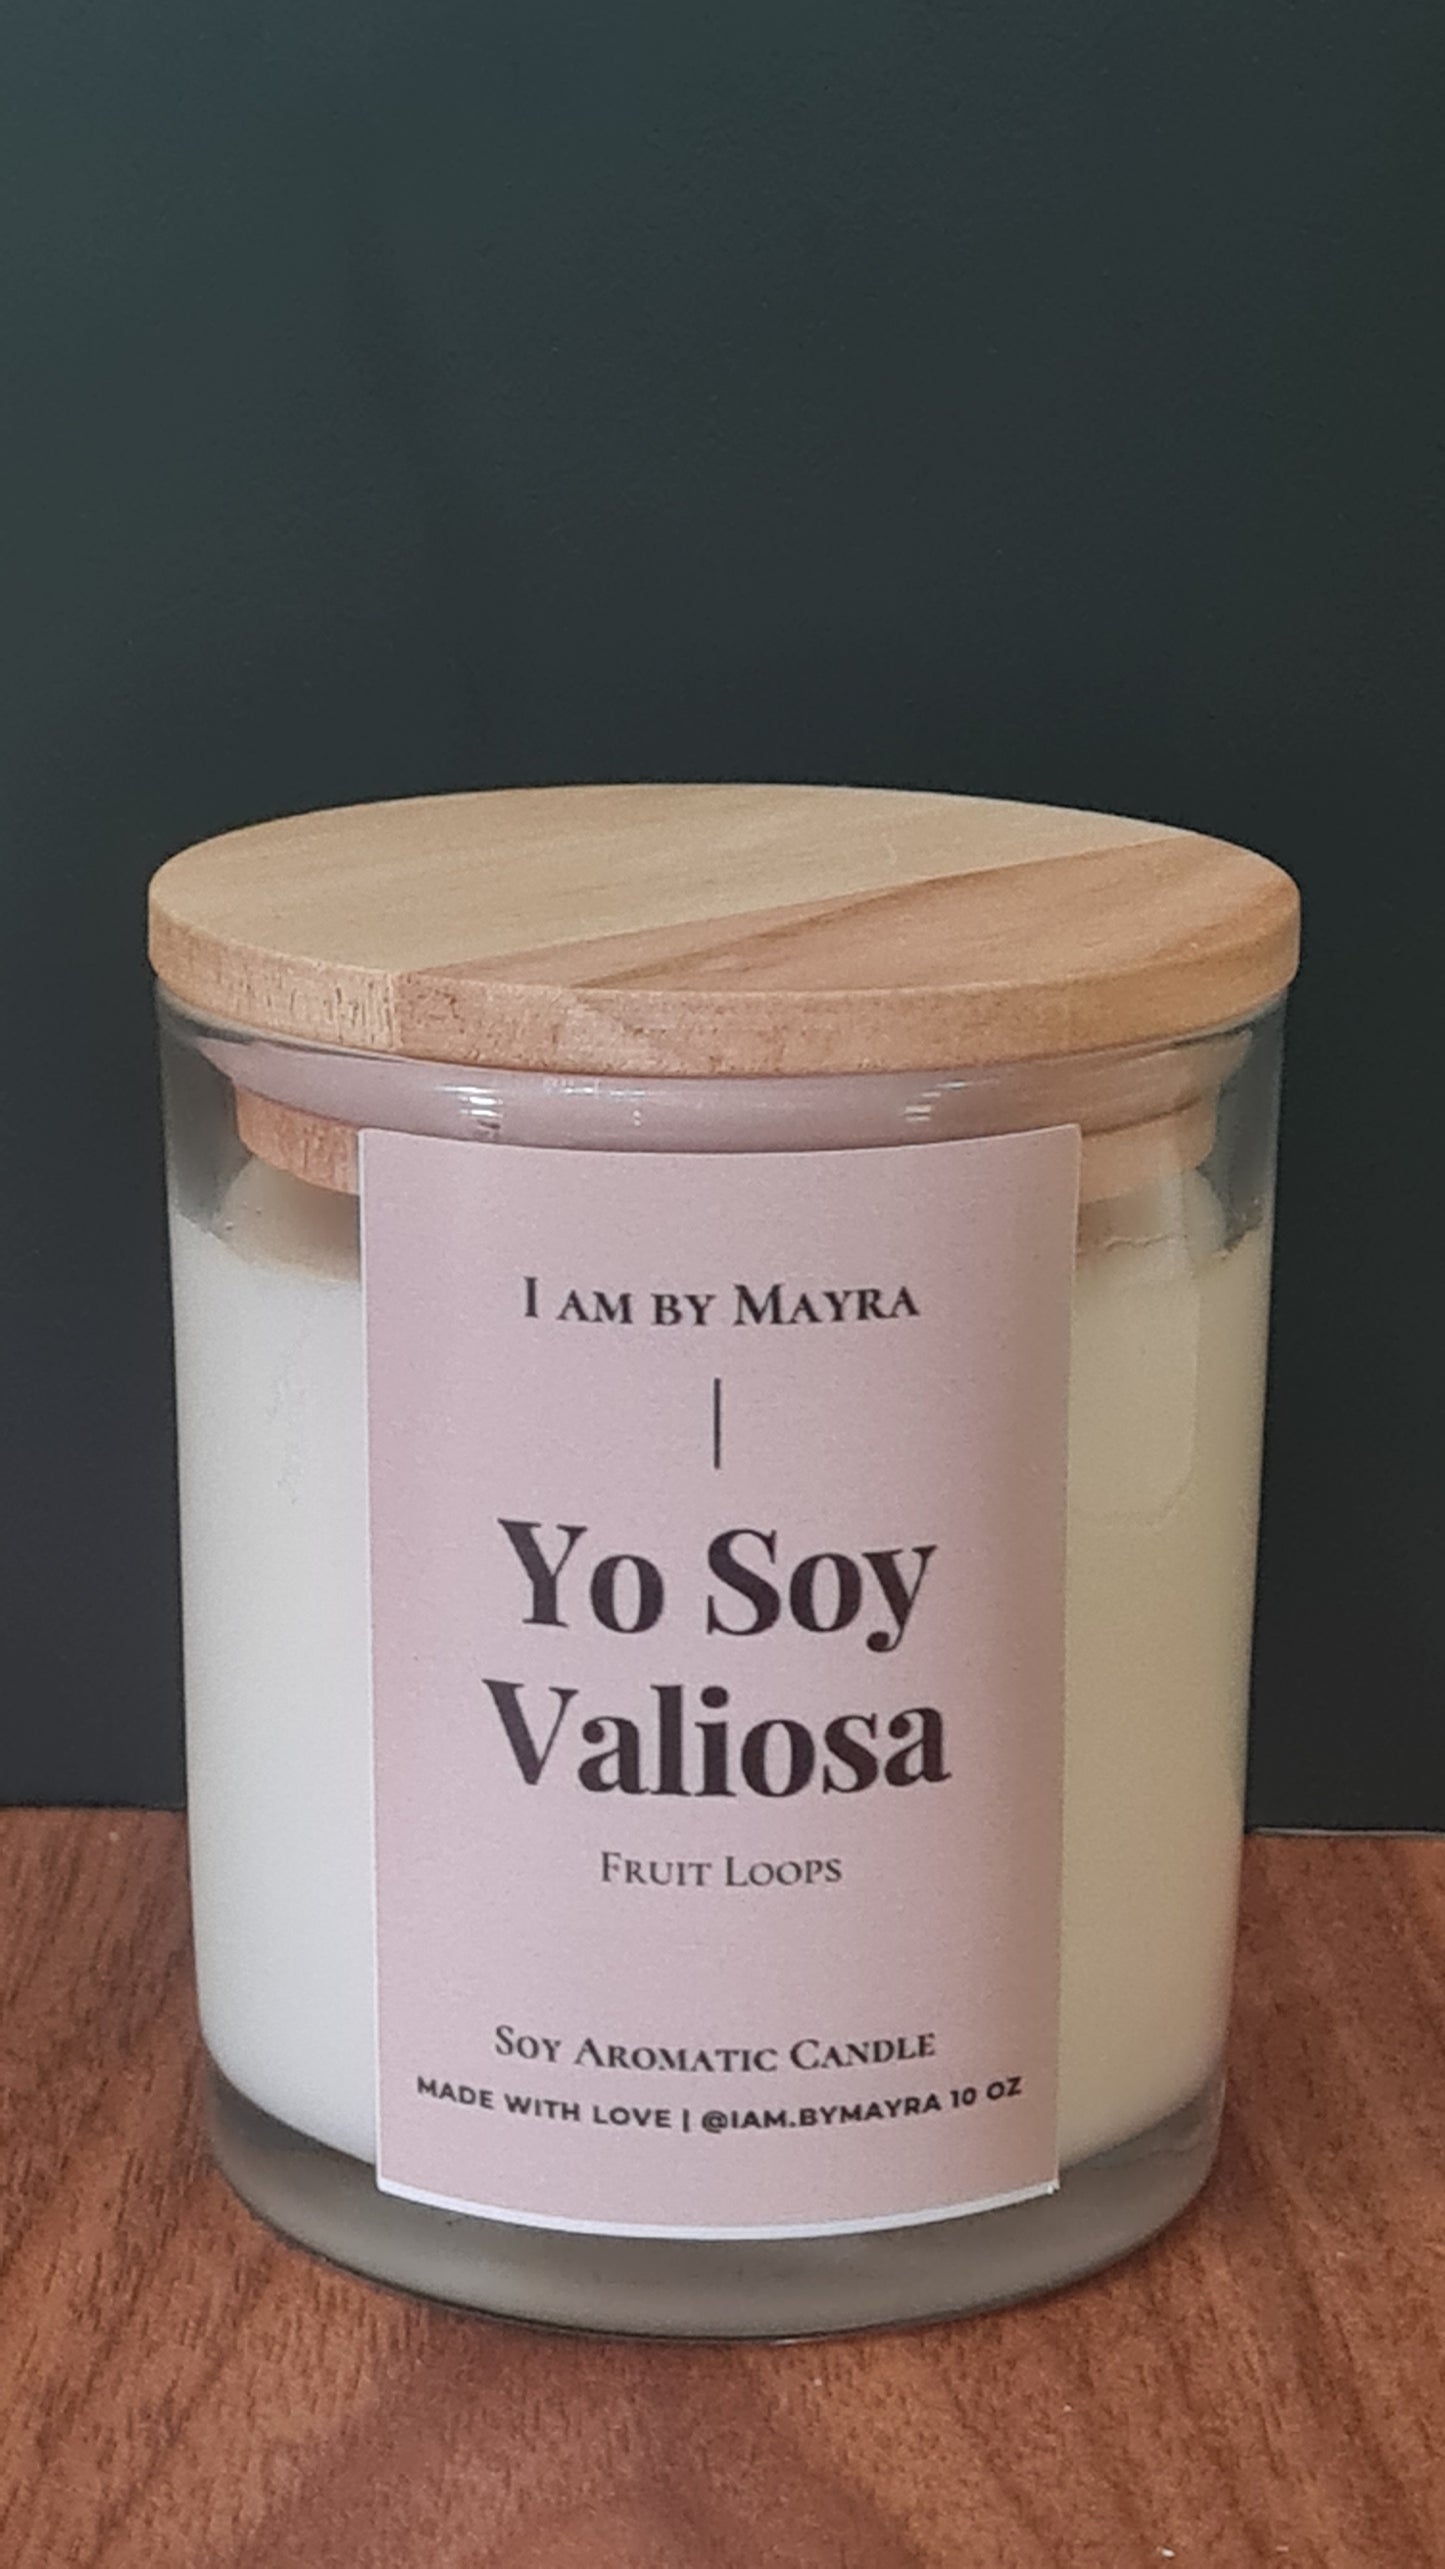 I AM BY MAYRA
|
Yo Soy
Valiosa
FRUIT LOOPS
SOY AROMATIC CANDLE
MADE WITH LOVE | @IAM.BYMAYRA 10 OZ